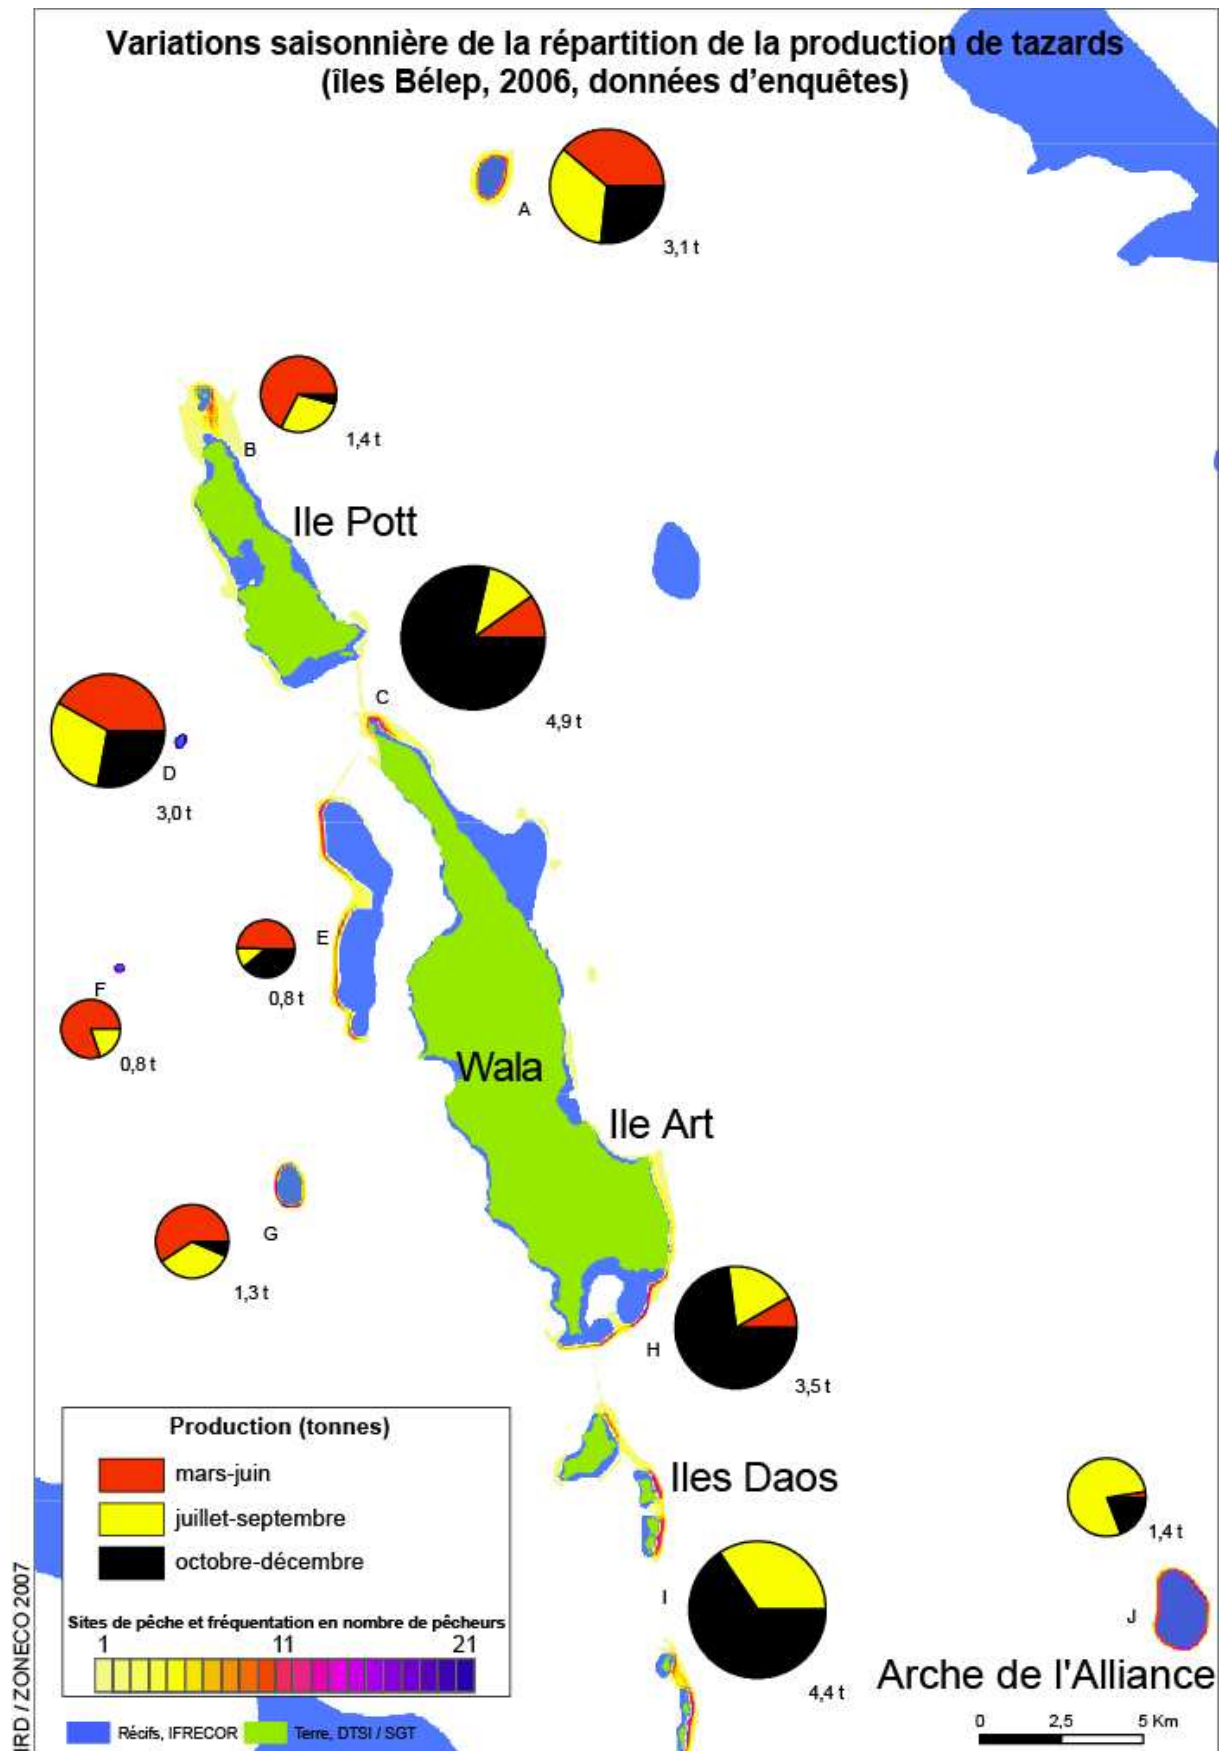 Variations saisonnière de la répartition de la production de tazards
(îles Bélep, 2006, données d'enquêtes)
A
3,1 t
B
1,4 t
Ile Pott
C
4,9 t
D
3,0 t
E
0,8 t
F
0,8 t
Wala
Ile Art
G
1,3 t
H
3,5 t
Iles Daos
1,4 t
I
4,4 t
J
Arche de l'Alliance
0 2,5 5 Km
Production (tonnes)
mars-juin
juillet-septembre
octobre-décembre
Sites de pêche et fréquentation en nombre de pêcheurs
1 11 21
Récifs, IFRECOR
Terre, DTSI / SGT
IRD / ZONECO 2007